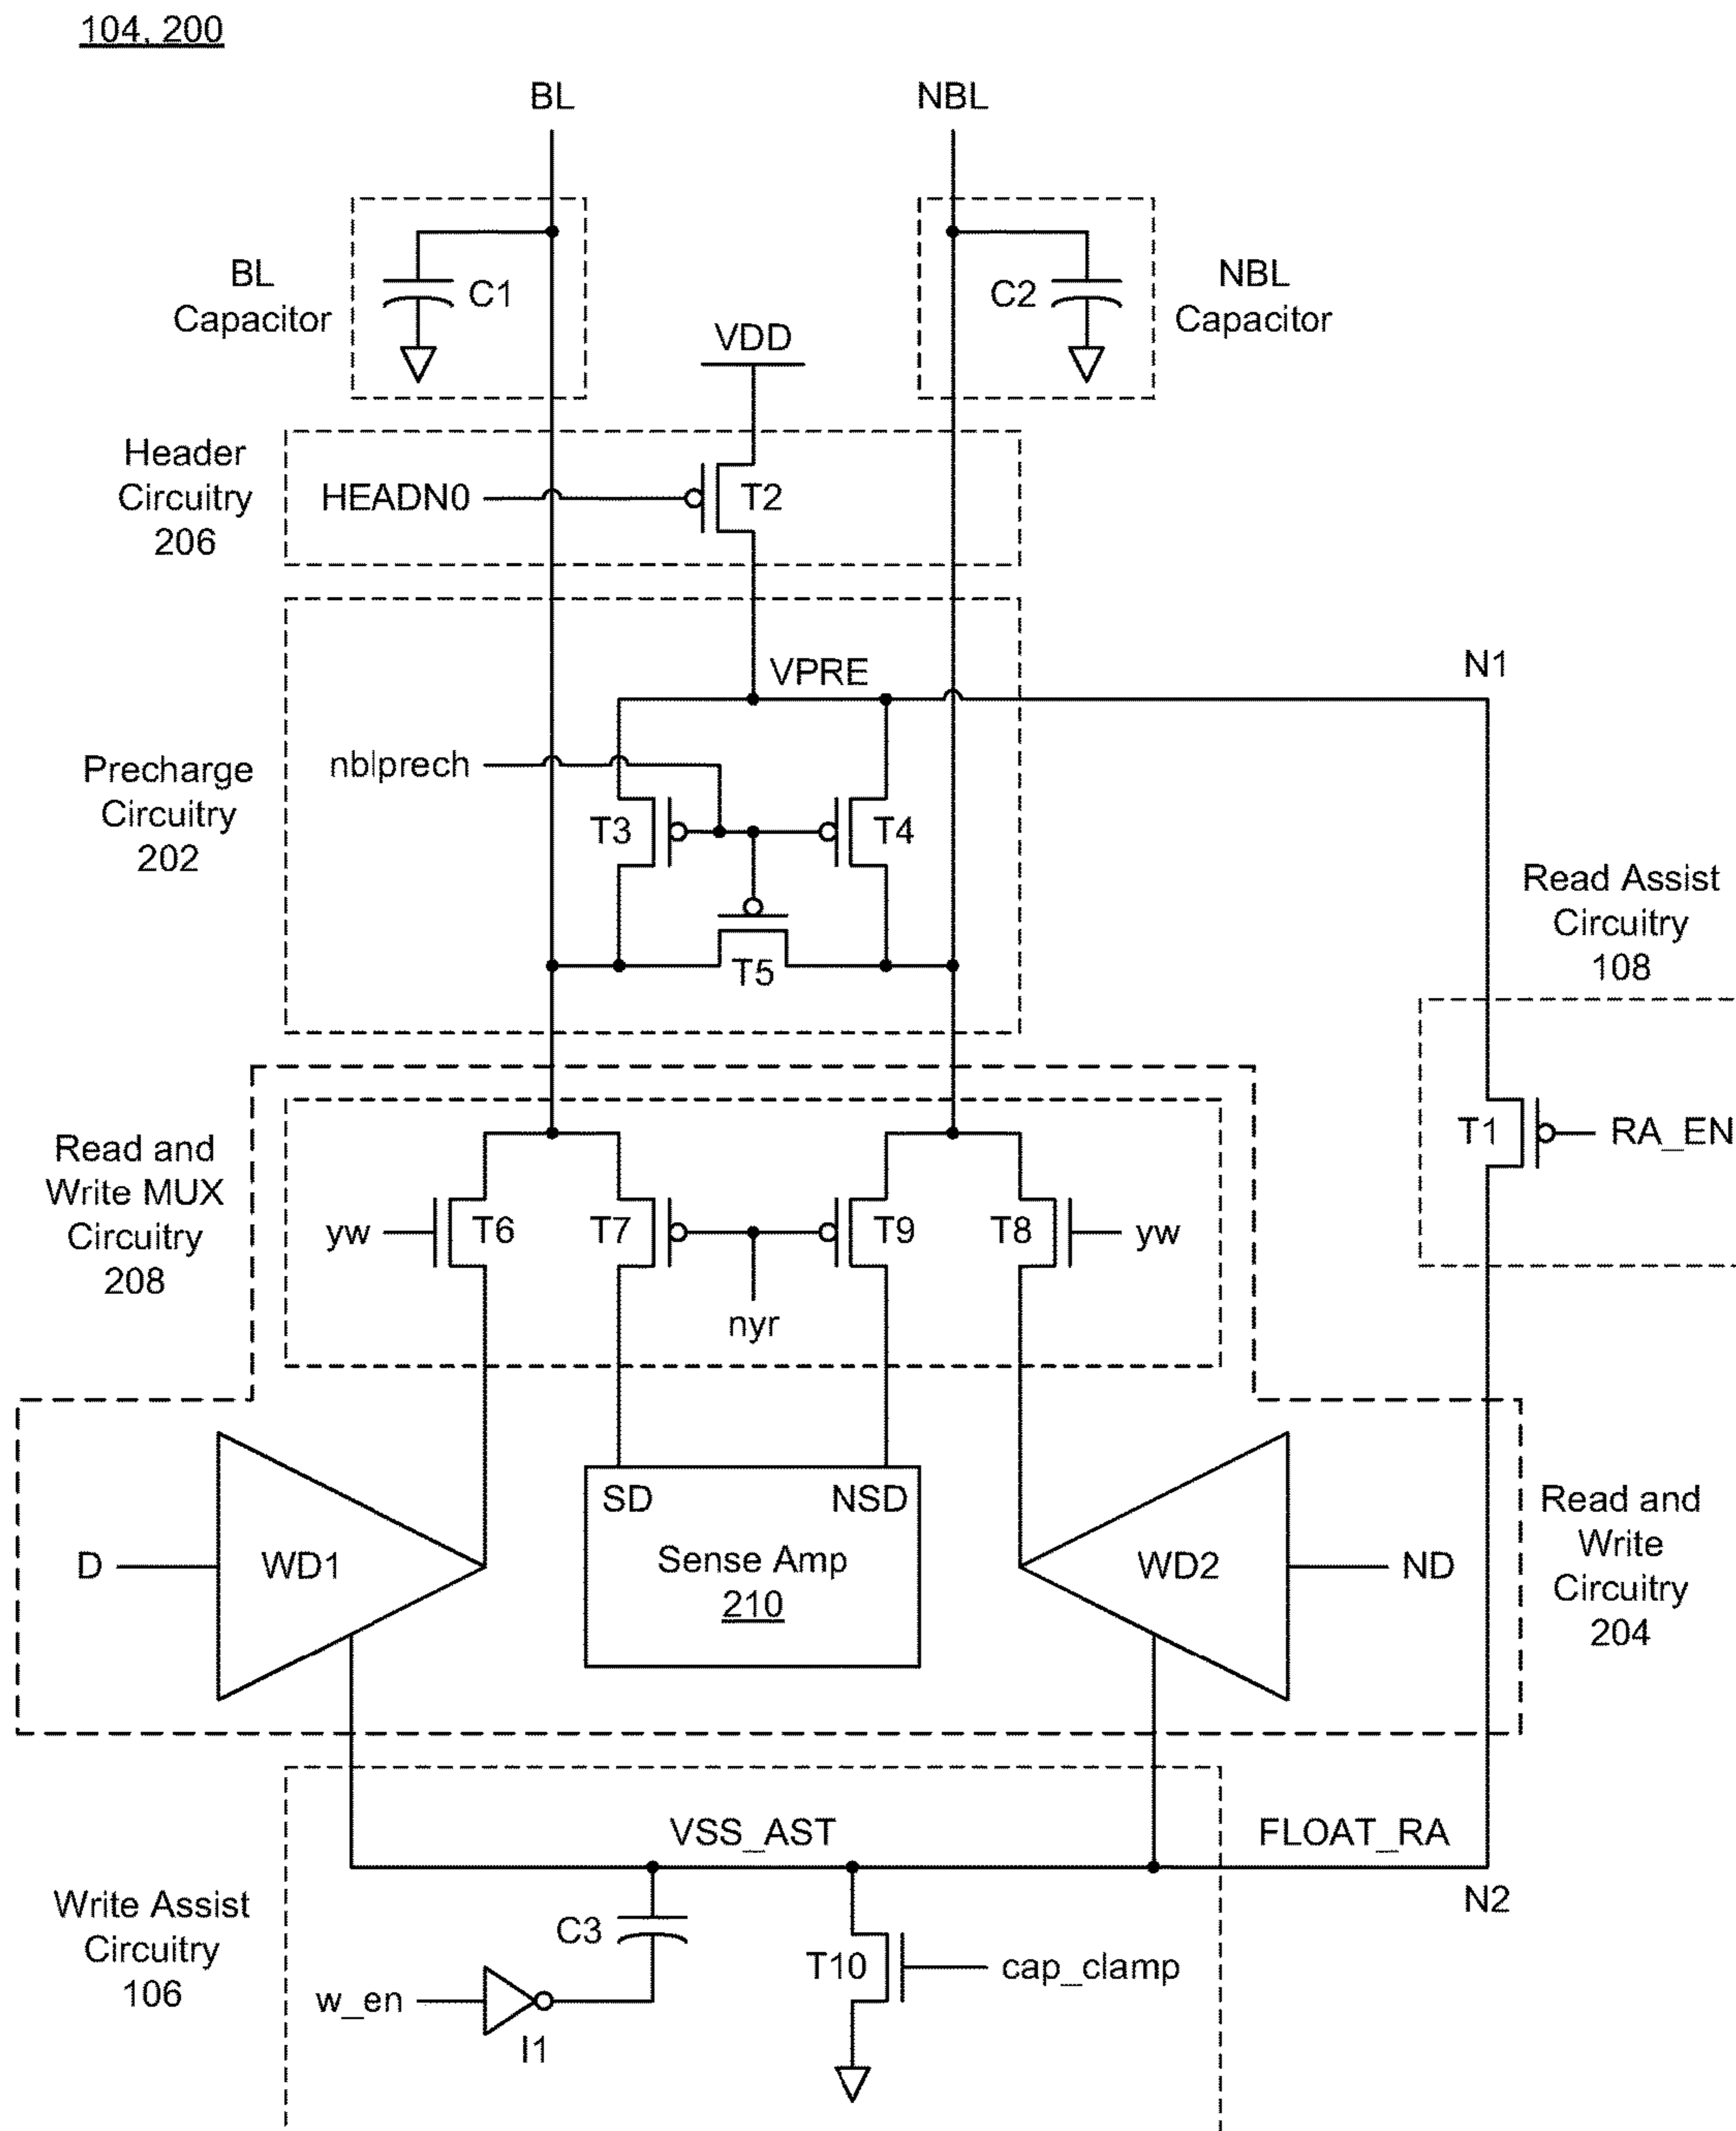 104, 200
BL
NBL
BL
Capacitor
C1
C2
NBL
Capacitor
VDD
Header
Circuitry
206
HEADN0
T2
VPRE
N1
Precharge
Circuitry
202
nblprech
T3
T4
T5
Read Assist
Circuitry
108
T1
RA_EN
Read and
Write MUX
Circuitry
208
yw
T6
T7
T9
T8
yw
nyr
D
WD1
SD
NSD
Sense Amp
210
WD2
ND
Read and
Write
Circuitry
204
VSS_AST
FLOAT_RA
N2
Write Assist
Circuitry
106
C3
w_en
I1
T10
cap_clamp